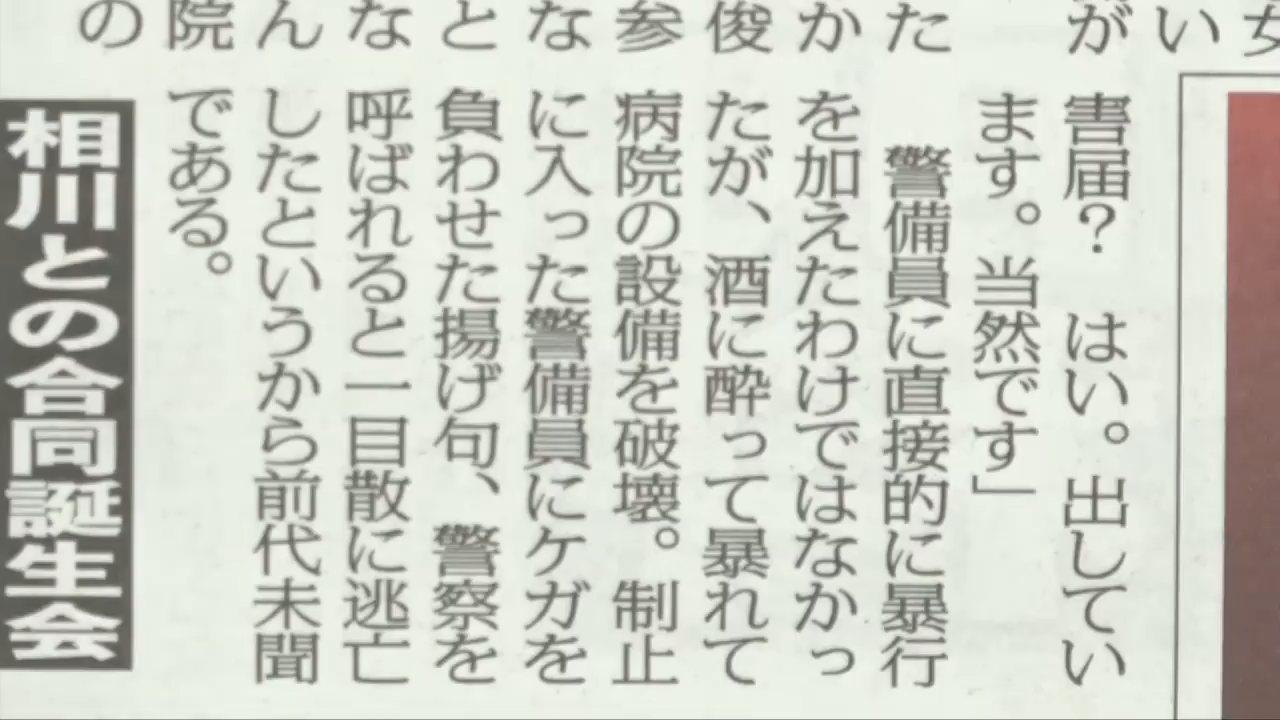 い
が
た
か
俊
参
な
と
な
ん
院
の
害届？　はい。出してい
ます。当然です」
　警備員に直接的に暴行
を加えたわけではなかっ
たが、酒に酔って暴れて
病院の設備を破壊。制止
に入った警備員にケガを
負わせた揚げ句、警察を
呼ばれると一目散に逃亡
したというから前代未聞
である。
相川との合同誕生会